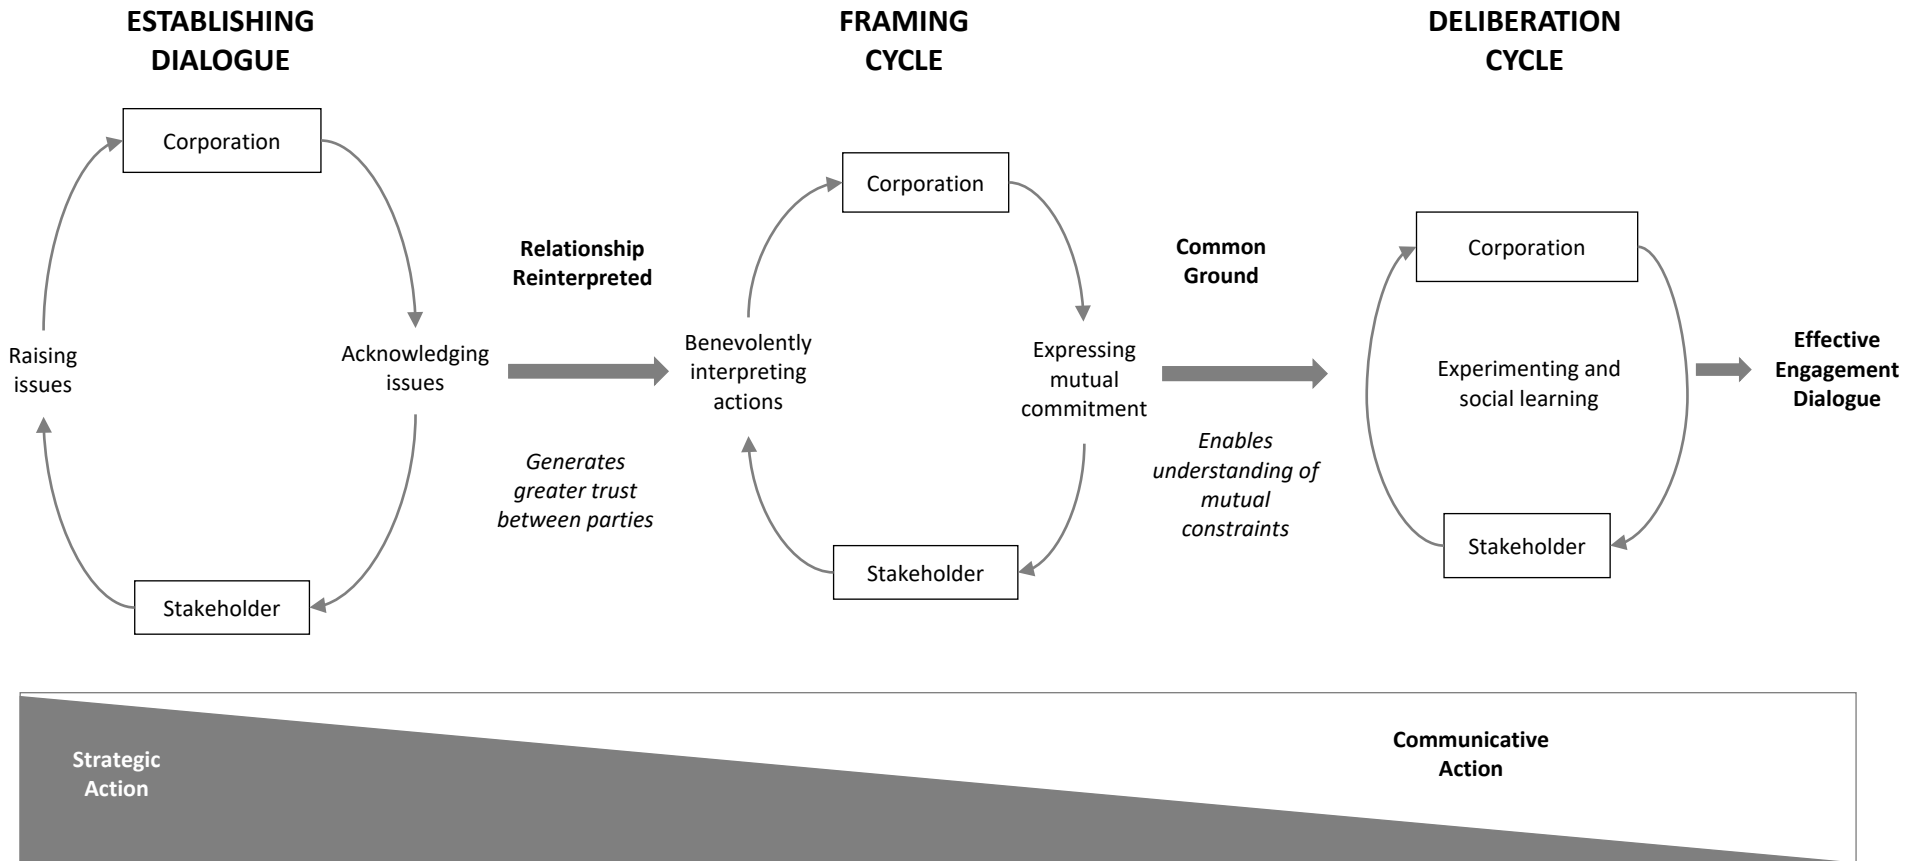 ESTABLISHING
DIALOGUE
Corporation
Raising
issues
Acknowledging
issues
Stakeholder
Relationship
Reinterpreted
Generates
greater trust
between parties
FRAMING
CYCLE
Corporation
Benevolently
interpreting
actions
Expressing
mutual
commitment
Stakeholder
Common
Ground
Enables
understanding of
mutual
constraints
DELIBERATION
CYCLE
Corporation
Experimenting and
social learning
Stakeholder
Effective
Engagement
Dialogue
Strategic
Action
Communicative
Action